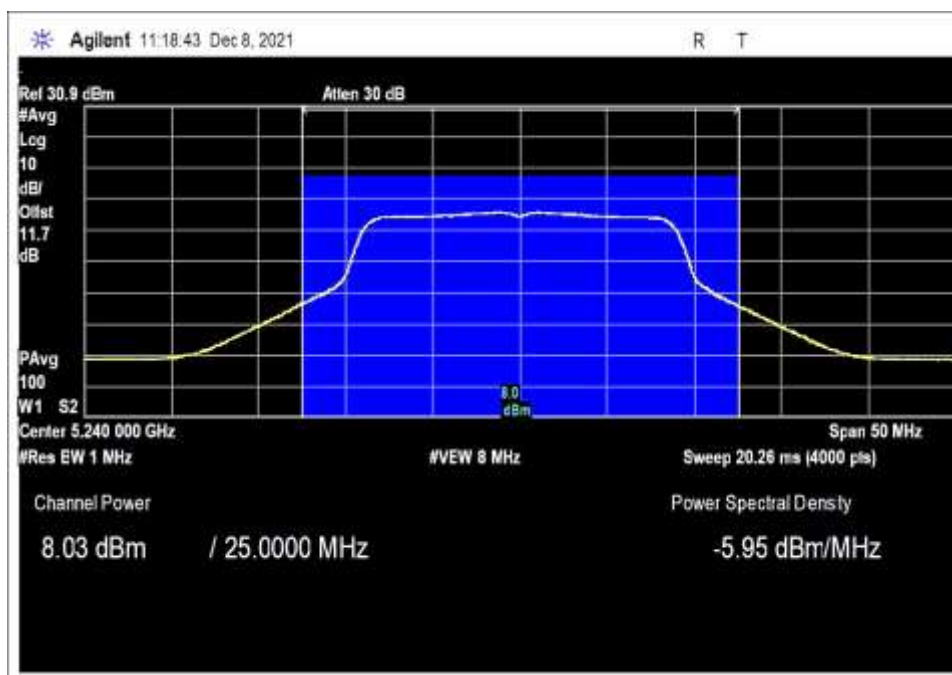 Agilent 11:18:43 Dec 8, 2021 R T
Ref 30.9 dBm Atten 30 dB
#Avg
Log
10
dB/
Offst
11.7
dB
PAvg
100
W1 S2
8.0
dBm
Center 5.240 000 GHz Span 50 MHz
#Res BW 1 MHz #VBW 8 MHz Sweep 20.26 ms (4000 pts)
Channel Power Power Spectral Density
8.03 dBm / 25.0000 MHz -5.95 dBm/MHz